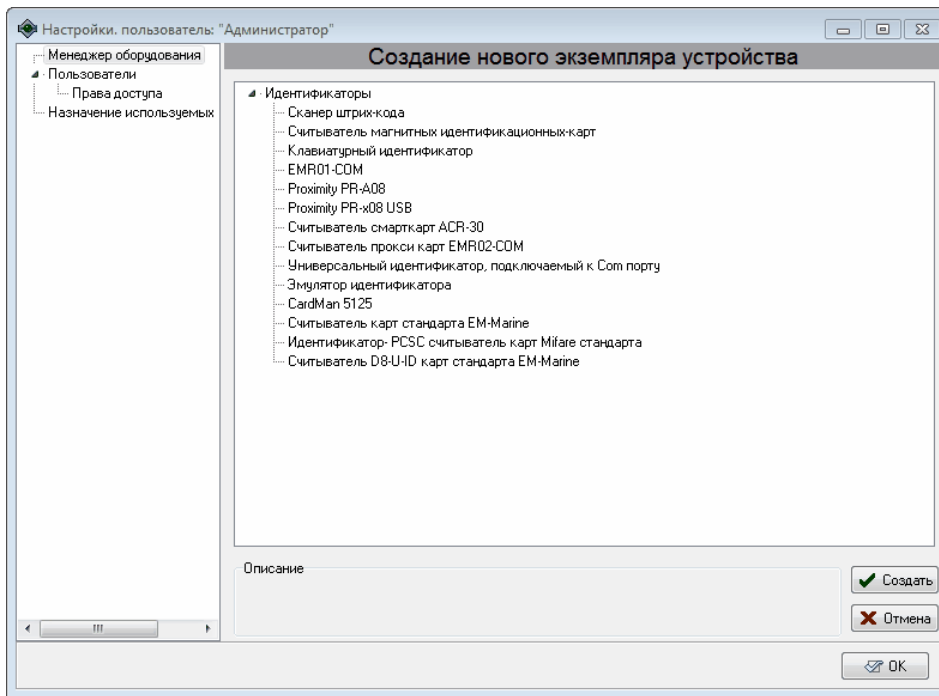 Настройки. пользователь: "Администратор"
Менеджер оборудования
Пользователи
Права доступа
Назначение используемых
Создание нового экземпляра устройства
Идентификаторы
Сканер штрих-кода
Считыватель магнитных идентификационных-карт
Клавиатурный идентификатор
EMR01-COM
Proximity PR-A08
Proximity PR-x08 USB
Считыватель смарткарт ACR-30
Считыватель прокси карт EMR02-COM
Универсальный идентификатор, подключаемый к Com порту
Эмулятор идентификатора
CardMan 5125
Считыватель карт стандарта EM-Marine
Идентификатор- PCSC считыватель карт Mifare стандарта
Считыватель D8-U-ID карт стандарта EM-Marine
Описание
Создать
Отмена
OK